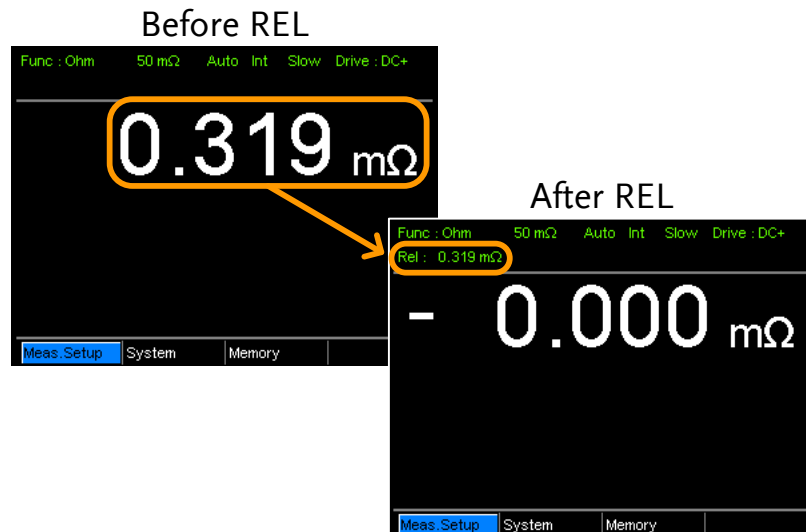 Before REL
Func : Ohm 50 mΩ Auto Int Slow Drive : DC+
0.319 mΩ
Meas.Setup System Memory
After REL
Func : Ohm 50 mΩ Auto Int Slow Drive : DC+
Rel : 0.319 mΩ
- 0.000 mΩ
Meas.Setup System Memory